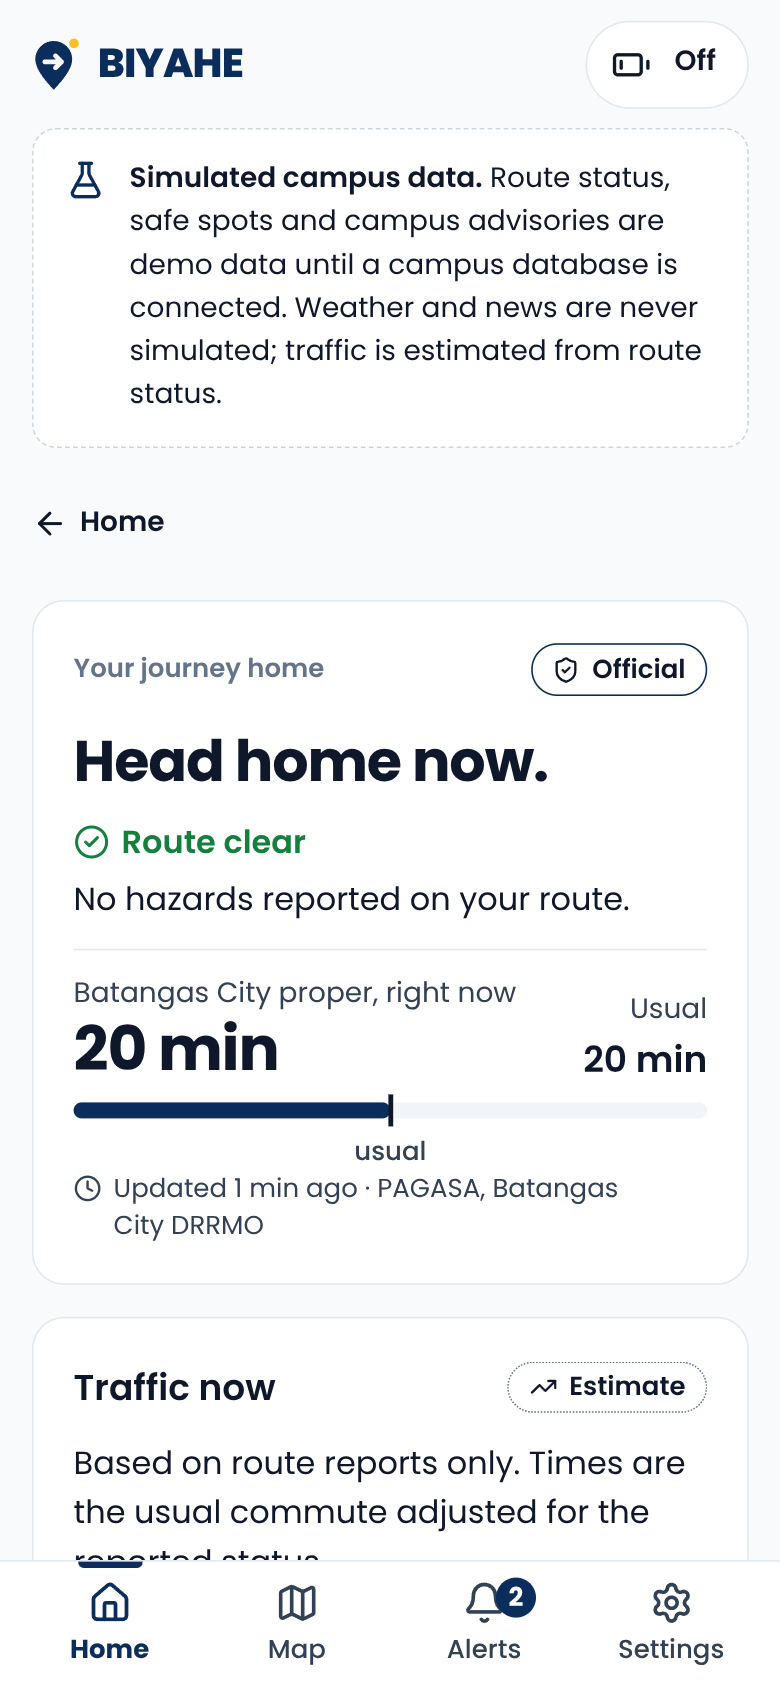 BIYAHE
Off
Simulated campus data. Route status,
safe spots and campus advisories are
demo data until a campus database is
connected. Weather and news are never
simulated; traffic is estimated from route
status.
Home
Your journey home
Official
Head home now.
Route clear
No hazards reported on your route.
Batangas City proper, right now
Usual
20 min
20 min
usual
Updated 1 min ago · PAGASA, Batangas
City DRRMO
Traffic now
Estimate
Based on route reports only. Times are
the usual commute adjusted for the
reported status.
2
Home
Map
Alerts
Settings